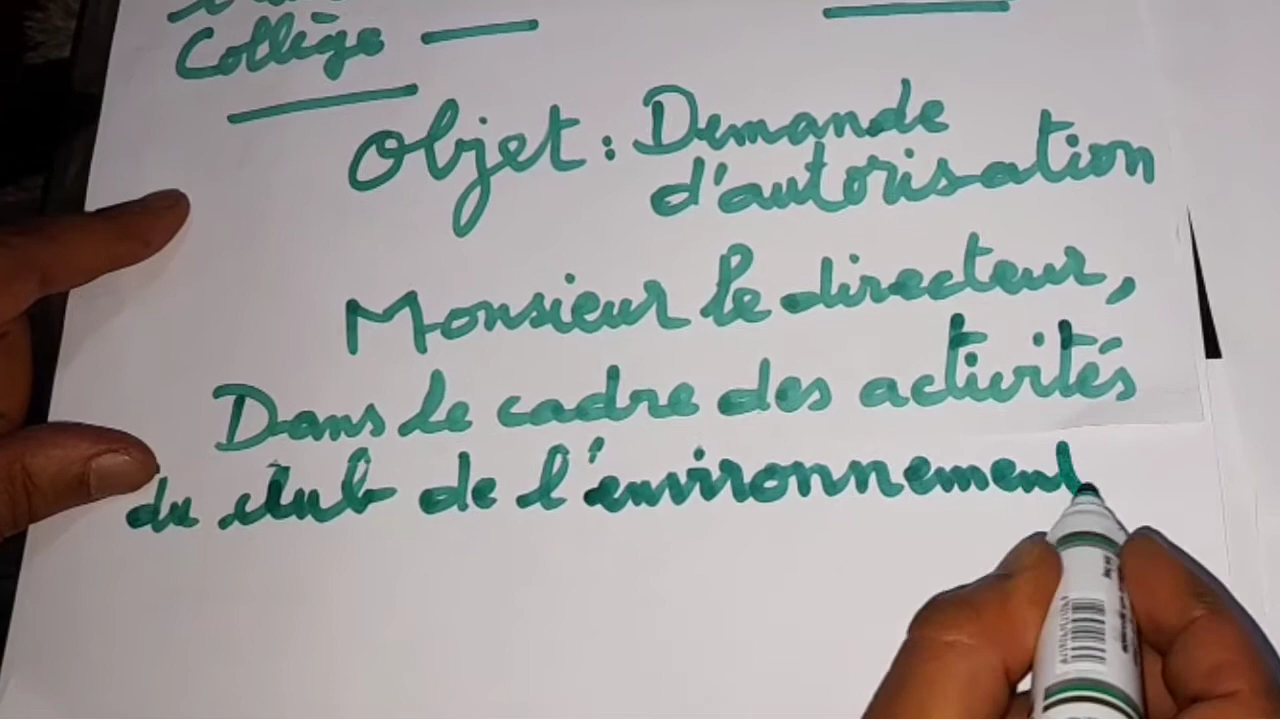 Collège
Objet : Demande
d'autorisation
Monsieur le directeur,
Dans le cadre des activités
du club de l'environnement